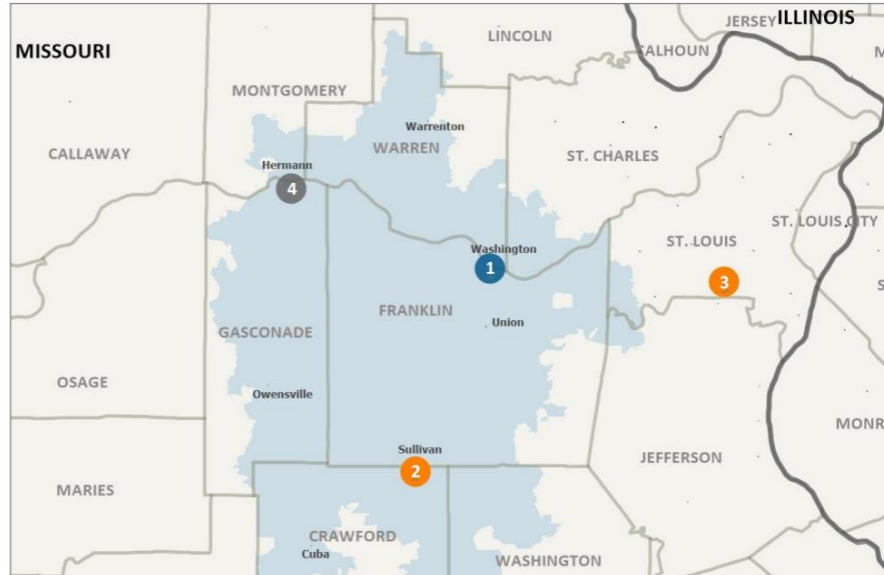 JERSEY
ILLINOIS
MISSOURI
LINCOLN
CALHOUN
MONTGOMERY
Warrenton
WARREN
CALLAWAY
ST. CHARLES
Hermann
4
ST. LOUIS CITY
ST. LOUIS
Washington
1
3
FRANKLIN
Union
GASCONADE
OSAGE
Owensville
Sullivan
2
JEFFERSON
MARIES
CRAWFORD
Cuba
WASHINGTON